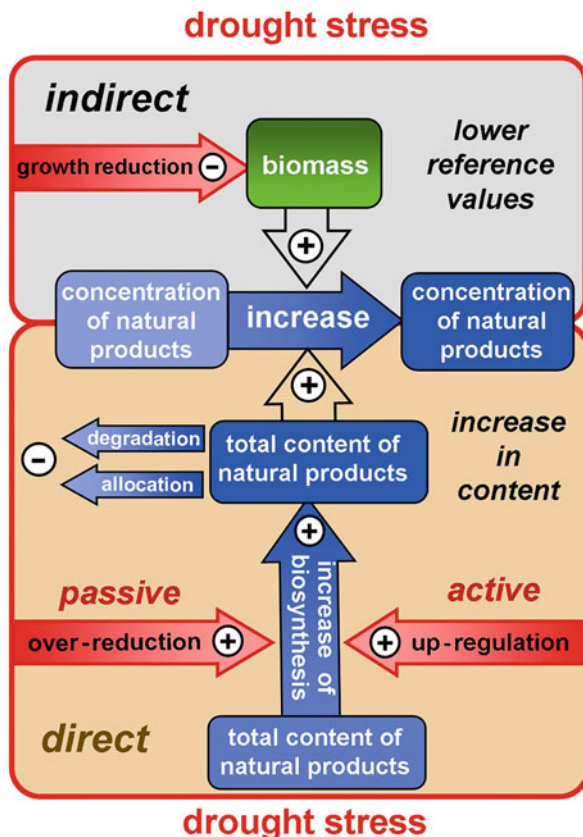 drought stress
indirect
lower
reference
values
growth reduction -
biomass
+
concentration
of natural
products
increase
concentration
of natural
products
+
degradation
allocation
-
total content of
natural products
increase
in
content
+
increase of
biosynthesis
passive
active
over-reduction +
+ up-regulation
direct
total content of
natural products
drought stress